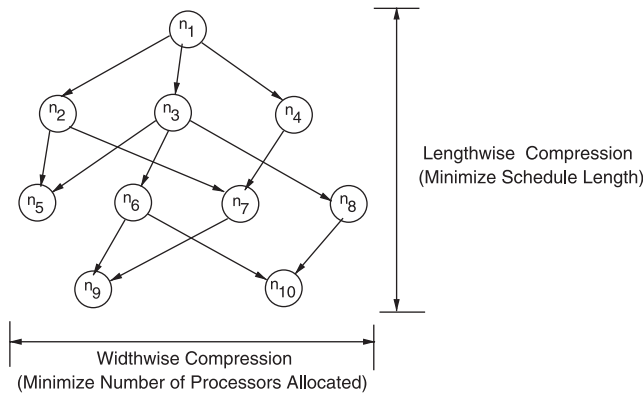 n1
n2
n3
n4
n5
n6
n7
n8
n9
n10
Lengthwise Compression
(Minimize Schedule Length)
Widthwise Compression
(Minimize Number of Processors Allocated)